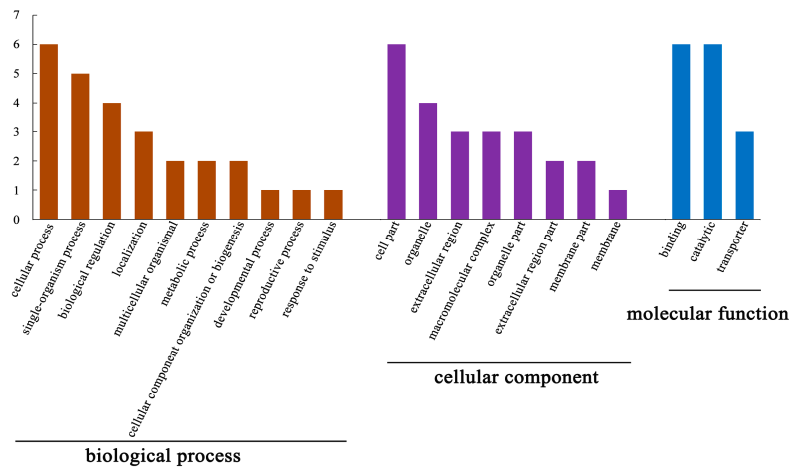 7
6
5
4
3
2
1
0
cellular process
single-organism process
biological regulation
localization
multicellular organismal
metabolic process
cellular component organization or biogenesis
developmental process
reproductive process
response to stimulus
cell part
organelle
extracellular region
macromolecular complex
organelle part
extracellular region part
membrane part
membrane
binding
catalytic
transporter
molecular function
cellular component
biological process